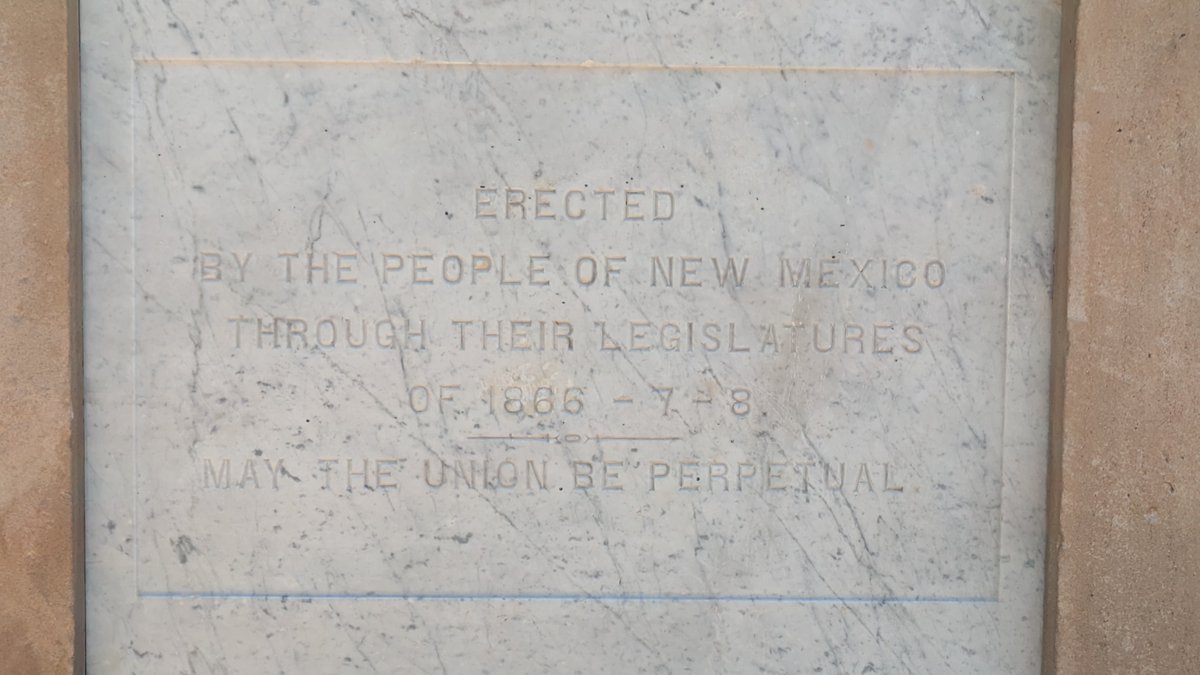 ERECTED
BY THE PEOPLE OF NEW MEXICO
THROUGH THEIR LEGISLATURES
OF 1866 - 7 - 8.
MAY THE UNION BE PERPETUAL.